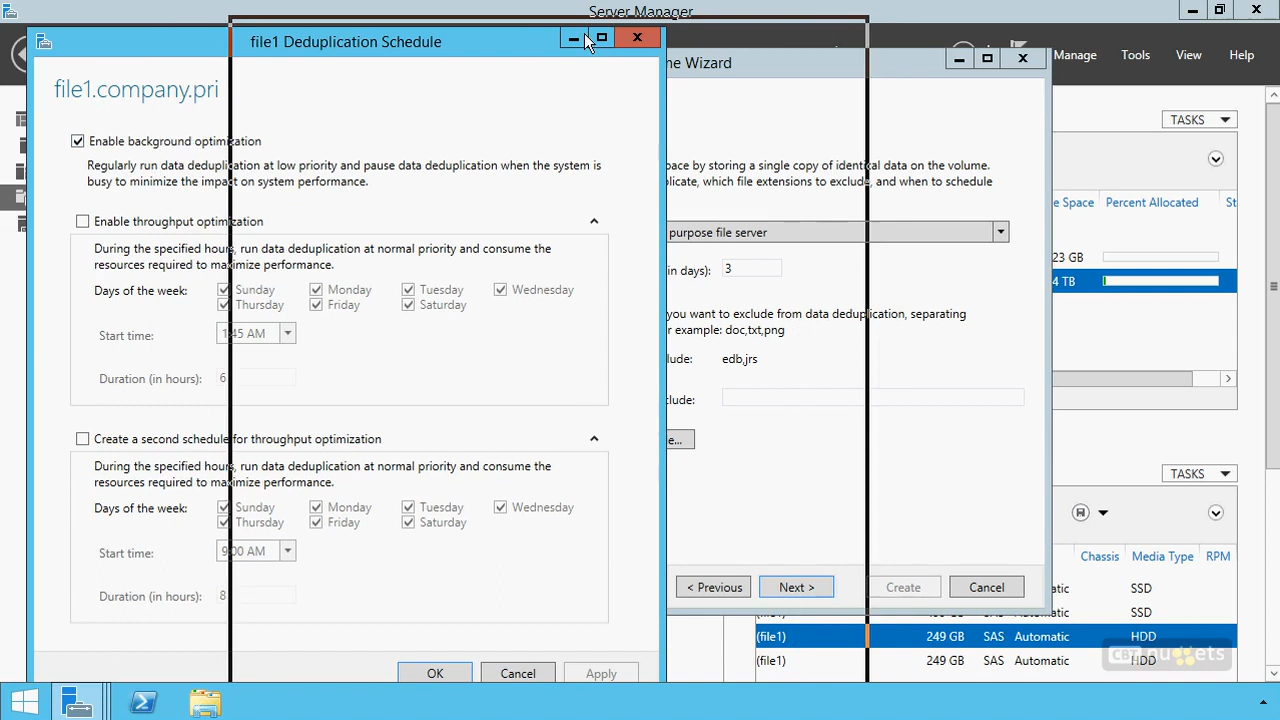 Server Manager
file1 Deduplication Schedule
me Wizard
Manage
Tools
View
Help
file1.company.pri
TASKS
Enable background optimization
Regularly run data deduplication at low priority and pause data deduplication when the system is
busy to minimize the impact on system performance.
pace by storing a single copy of identical data on the volume.
plicate, which file extensions to exclude, and when to schedule
e Space
Percent Allocated
St
Enable throughput optimization
purpose file server
During the specified hours, run data deduplication at normal priority and consume the
resources required to maximize performance.
23 GB
in days):
3
4 TB
Days of the week:
Sunday
Monday
Tuesday
Wednesday
Thursday
Friday
Saturday
you want to exclude from data deduplication, separating
or example: doc,txt,png
Start time:
1:45 AM
lude:
edb,jrs
Duration (in hours):
6
clude:
Create a second schedule for throughput optimization
e...
During the specified hours, run data deduplication at normal priority and consume the
resources required to maximize performance.
TASKS
Days of the week:
Sunday
Monday
Tuesday
Wednesday
Thursday
Friday
Saturday
Start time:
9:00 AM
Chassis
Media Type
RPM
Duration (in hours):
8
< Previous
Next >
Create
Cancel
atic
SSD
SAS
Automatic
SSD
(file1)
249 GB
SAS
Automatic
HDD
(file1)
249 GB
SAS
Automatic
HDD
CBT nuggets
OK
Cancel
Apply